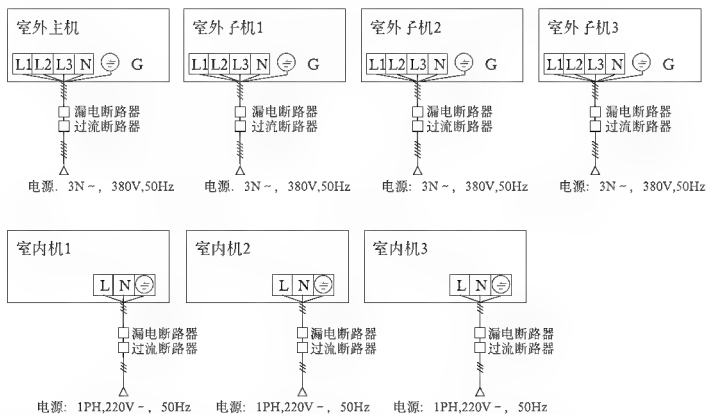 室外主机
L1 L2 L3 N G
漏电断路器
过流断路器
电源. 3N~, 380V,50Hz
室外子机1
L1 L2 L3 N G
漏电断路器
过流断路器
电源. 3N~, 380V,50Hz
室外子机2
L1 L2 L3 N G
漏电断路器
过流断路器
电源: 3N~, 380V,50Hz
室外子机3
L1 L2 L3 N G
漏电断路器
过流断路器
电源: 3N~, 380V,50Hz
室内机1
L N
漏电断路器
过流断路器
电源: 1PH,220V~, 50Hz
室内机2
L N
漏电断路器
过流断路器
电源: 1PH,220V~, 50Hz
室内机3
L N
漏电断路器
过流断路器
电源: 1PH,220V~, 50Hz